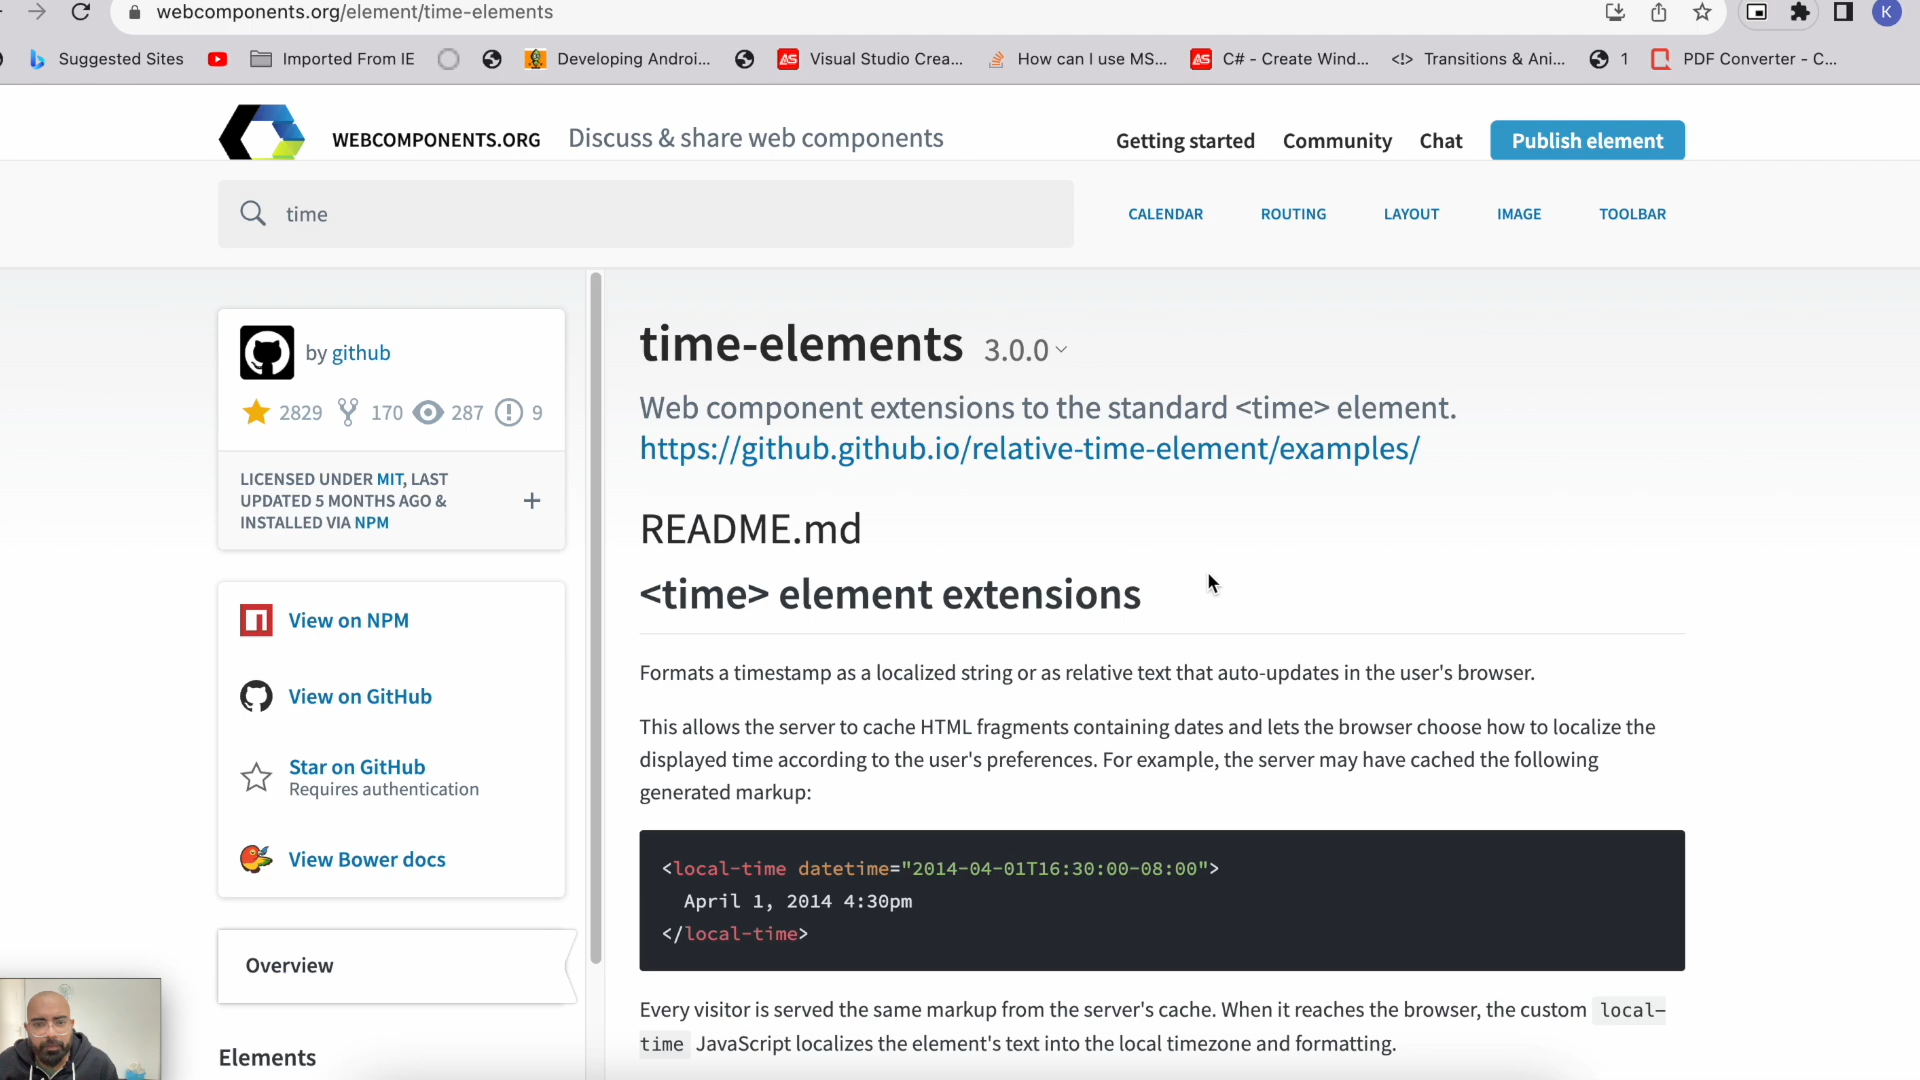 webcomponents.org/element/time-elements
K
Suggested Sites
Imported From IE
Developing Androi...
Visual Studio Crea...
How can I use MS...
C# - Create Wind...
Transitions & Ani...
1
PDF Converter - C...
WEBCOMPONENTS.ORG
Discuss & share web components
Getting started
Community
Chat
Publish element
time
CALENDAR
ROUTING
LAYOUT
IMAGE
TOOLBAR
by github
2829
170
287
9
LICENSED UNDER MIT, LAST
UPDATED 5 MONTHS AGO &
INSTALLED VIA NPM
+
View on NPM
View on GitHub
Star on GitHub
Requires authentication
View Bower docs
Overview
Elements
time-elements 3.0.0
Web component extensions to the standard <time> element.
https://github.github.io/relative-time-element/examples/
README.md
<time> element extensions
Formats a timestamp as a localized string or as relative text that auto-updates in the user's browser.
This allows the server to cache HTML fragments containing dates and lets the browser choose how to localize the
displayed time according to the user's preferences. For example, the server may have cached the following
generated markup:
<local-time datetime="2014-04-01T16:30:00-08:00">
April 1, 2014 4:30pm
</local-time>
Every visitor is served the same markup from the server's cache. When it reaches the browser, the custom local-
time JavaScript localizes the element's text into the local timezone and formatting.